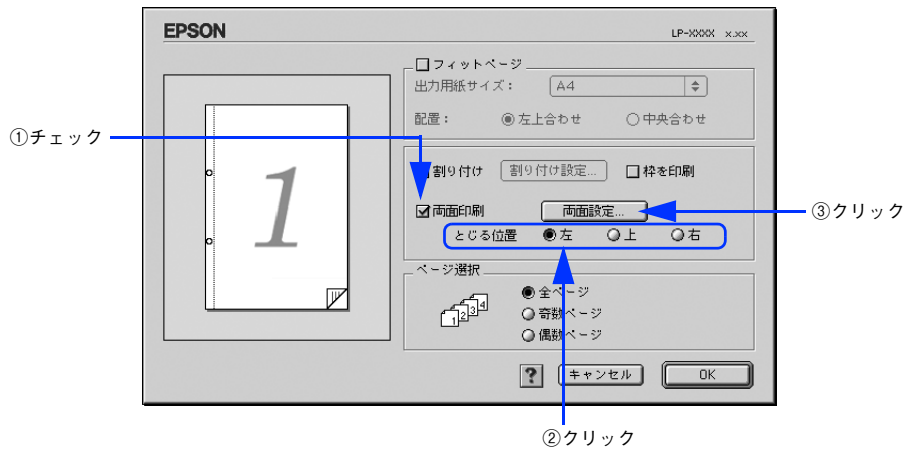 EPSON
LP-XXXX x.xx
フィットページ
出力用紙サイズ： A4
配置： 左上合わせ 中央合わせ
①チェック
割り付け 割り付け設定... 枠を印刷
1
両面印刷 両面設定...
③クリック
とじる位置 左 上 右
ページ選択
全ページ
1 2 3 4
奇数ページ
偶数ページ
? キャンセル OK
②クリック